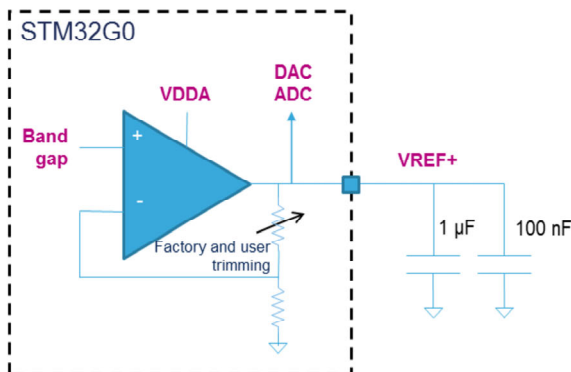 STM32G0
DAC
ADC
VDDA
Band
gap
+
-
VREF+
Factory and user
trimming
1 µF
100 nF